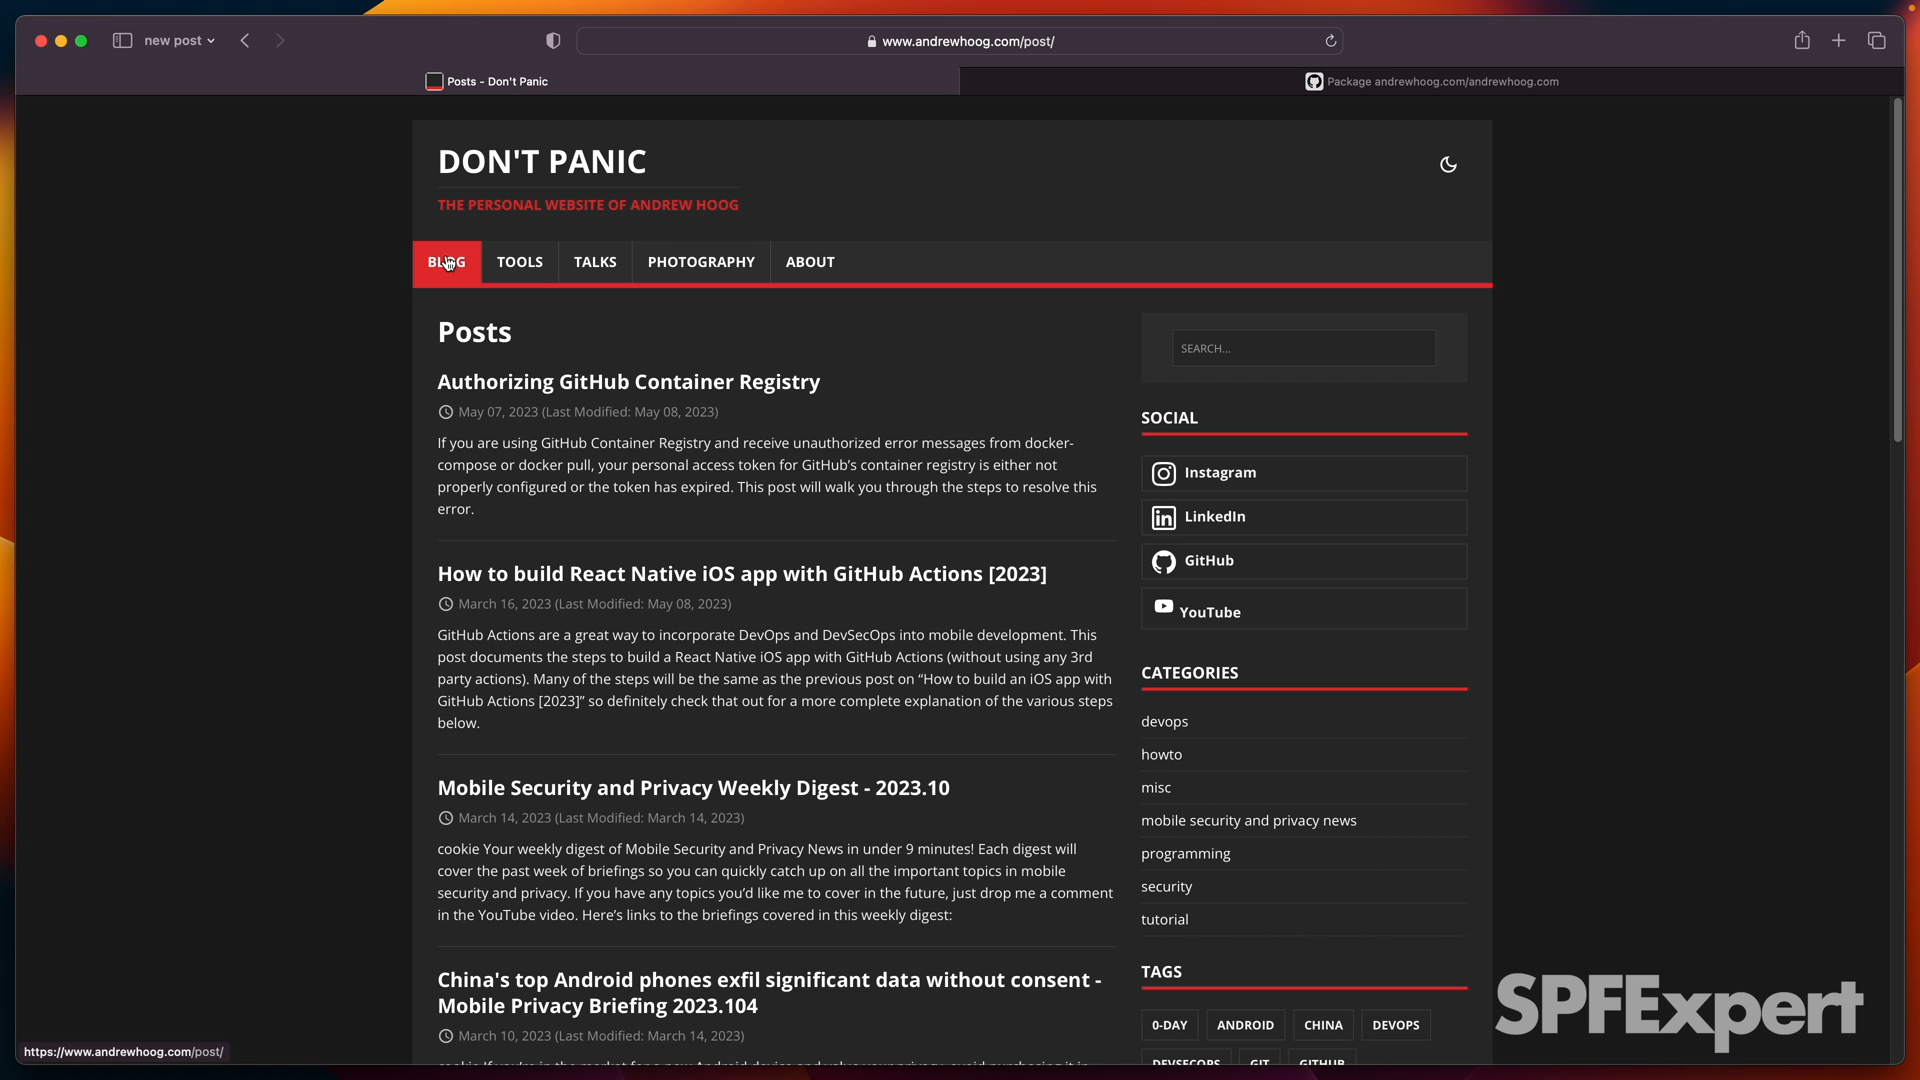 new post
www.andrewhoog.com/post/
Posts - Don't Panic
Package andrewhoog.com/andrewhoog.com
DON'T PANIC
THE PERSONAL WEBSITE OF ANDREW HOOG
BLOG
TOOLS
TALKS
PHOTOGRAPHY
ABOUT
Posts
Authorizing GitHub Container Registry
May 07, 2023 (Last Modified: May 08, 2023)
If you are using GitHub Container Registry and receive unauthorized error messages from docker-
compose or docker pull, your personal access token for GitHub’s container registry is either not
properly configured or the token has expired. This post will walk you through the steps to resolve this
error.
How to build React Native iOS app with GitHub Actions [2023]
March 16, 2023 (Last Modified: May 08, 2023)
GitHub Actions are a great way to incorporate DevOps and DevSecOps into mobile development. This
post documents the steps to build a React Native iOS app with GitHub Actions (without using any 3rd
party actions). Many of the steps will be the same as the previous post on “How to build an iOS app with
GitHub Actions [2023]” so definitely check that out for a more complete explanation of the various steps
below.
Mobile Security and Privacy Weekly Digest - 2023.10
March 14, 2023 (Last Modified: March 14, 2023)
cookie Your weekly digest of Mobile Security and Privacy News in under 9 minutes! Each digest will
cover the past week of briefings so you can quickly catch up on all the important topics in mobile
security and privacy. If you have any topics you’d like me to cover in the future, just drop me a comment
in the YouTube video. Here’s links to the briefings covered in this weekly digest:
China's top Android phones exfil significant data without consent -
Mobile Privacy Briefing 2023.104
March 10, 2023 (Last Modified: March 14, 2023)
SEARCH...
SOCIAL
Instagram
LinkedIn
GitHub
YouTube
CATEGORIES
devops
howto
misc
mobile security and privacy news
programming
security
tutorial
TAGS
0-DAY
ANDROID
CHINA
DEVOPS
DEVSECOPS
GIT
GITHUB
https://www.andrewhoog.com/post/
SPFExpert